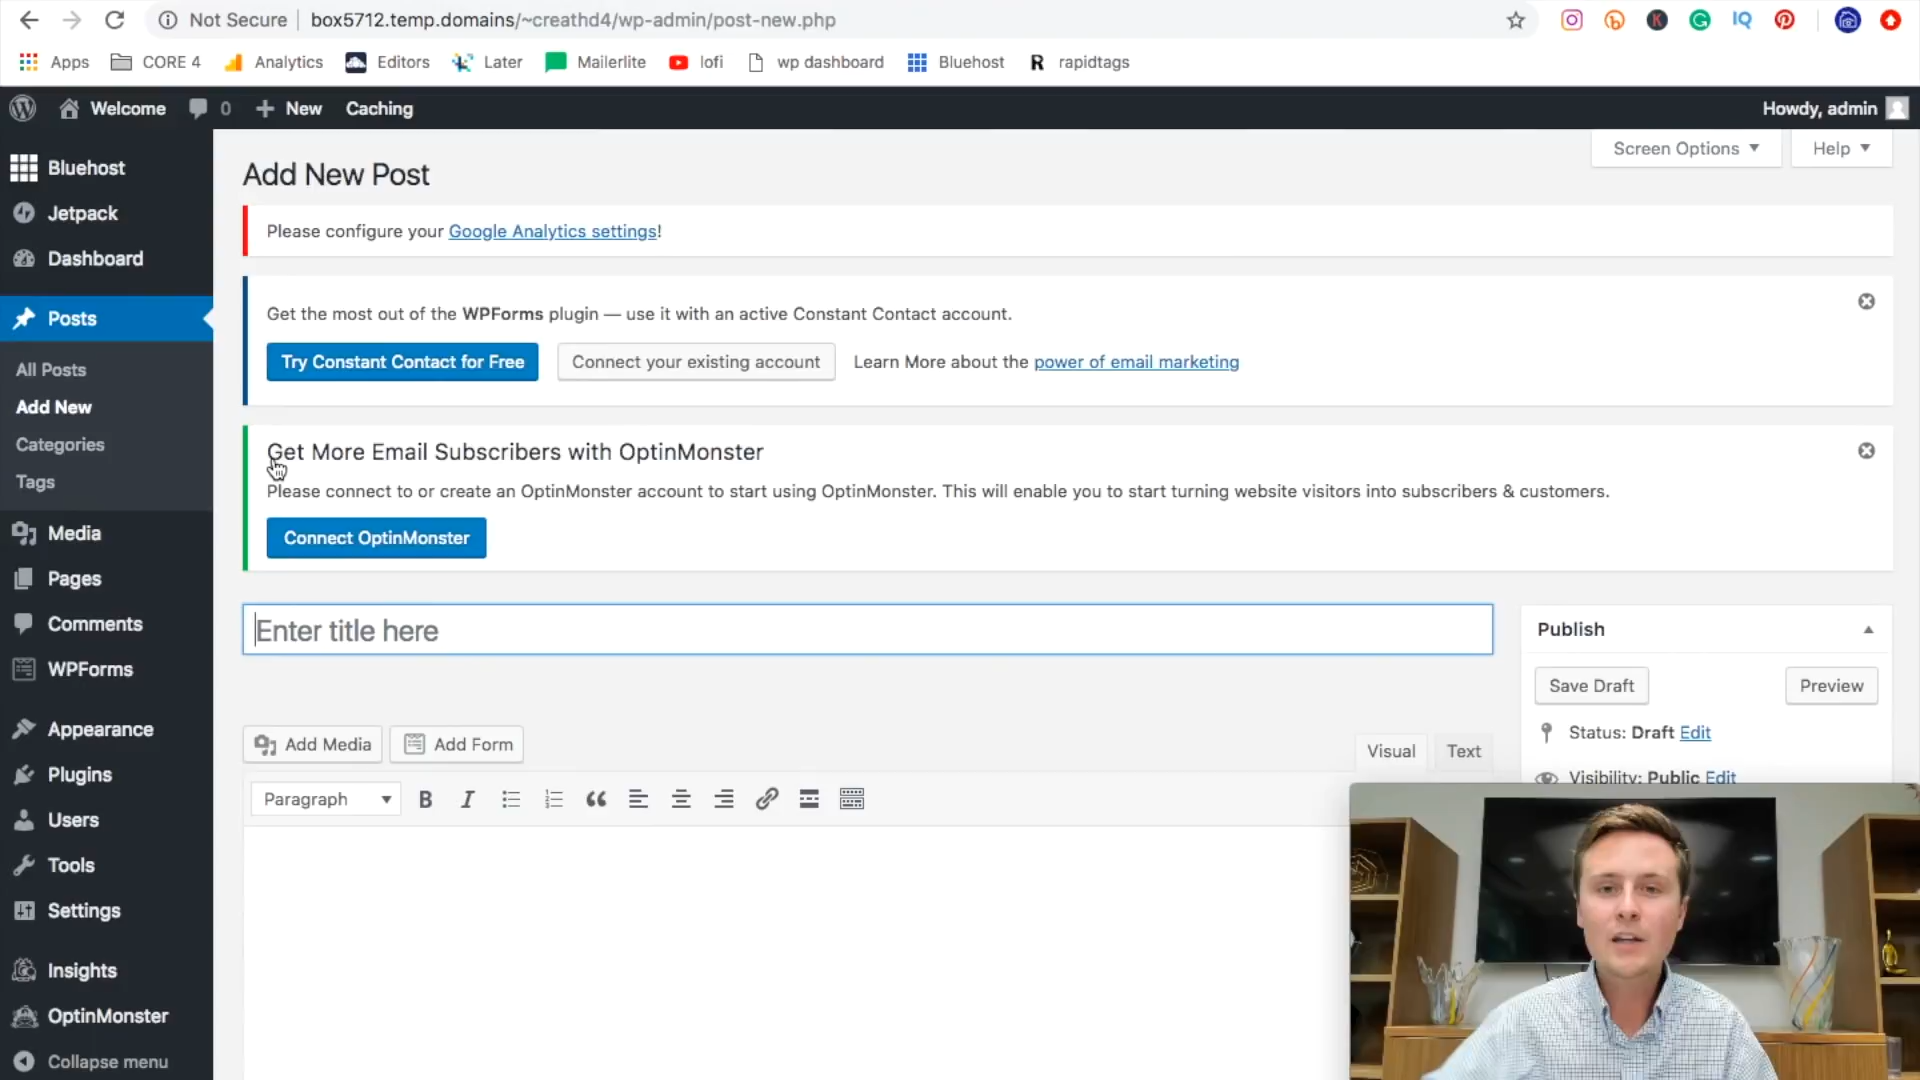 Not Secure | box5712.temp.domains/~creathd4/wp-admin/post-new.php
Apps CORE 4 Analytics Editors Later Mailerlite lofi wp dashboard Bluehost R rapidtags
Welcome 0 New Caching Howdy, admin
Screen Options Help
Bluehost
Jetpack
Dashboard
Posts
All Posts
Add New
Categories
Tags
Media
Pages
Comments
WPForms
Appearance
Plugins
Users
Tools
Settings
Insights
OptinMonster
Collapse menu
Add New Post
Please configure your Google Analytics settings!
Get the most out of the WPForms plugin — use it with an active Constant Contact account.
Try Constant Contact for Free Connect your existing account Learn More about the power of email marketing
Get More Email Subscribers with OptinMonster
Please connect to or create an OptinMonster account to start using OptinMonster. This will enable you to start turning website visitors into subscribers & customers.
Connect OptinMonster
Enter title here
Add Media Add Form
Visual Text
Paragraph B I
Publish
Save Draft Preview
Status: Draft Edit
Visibility: Public Edit